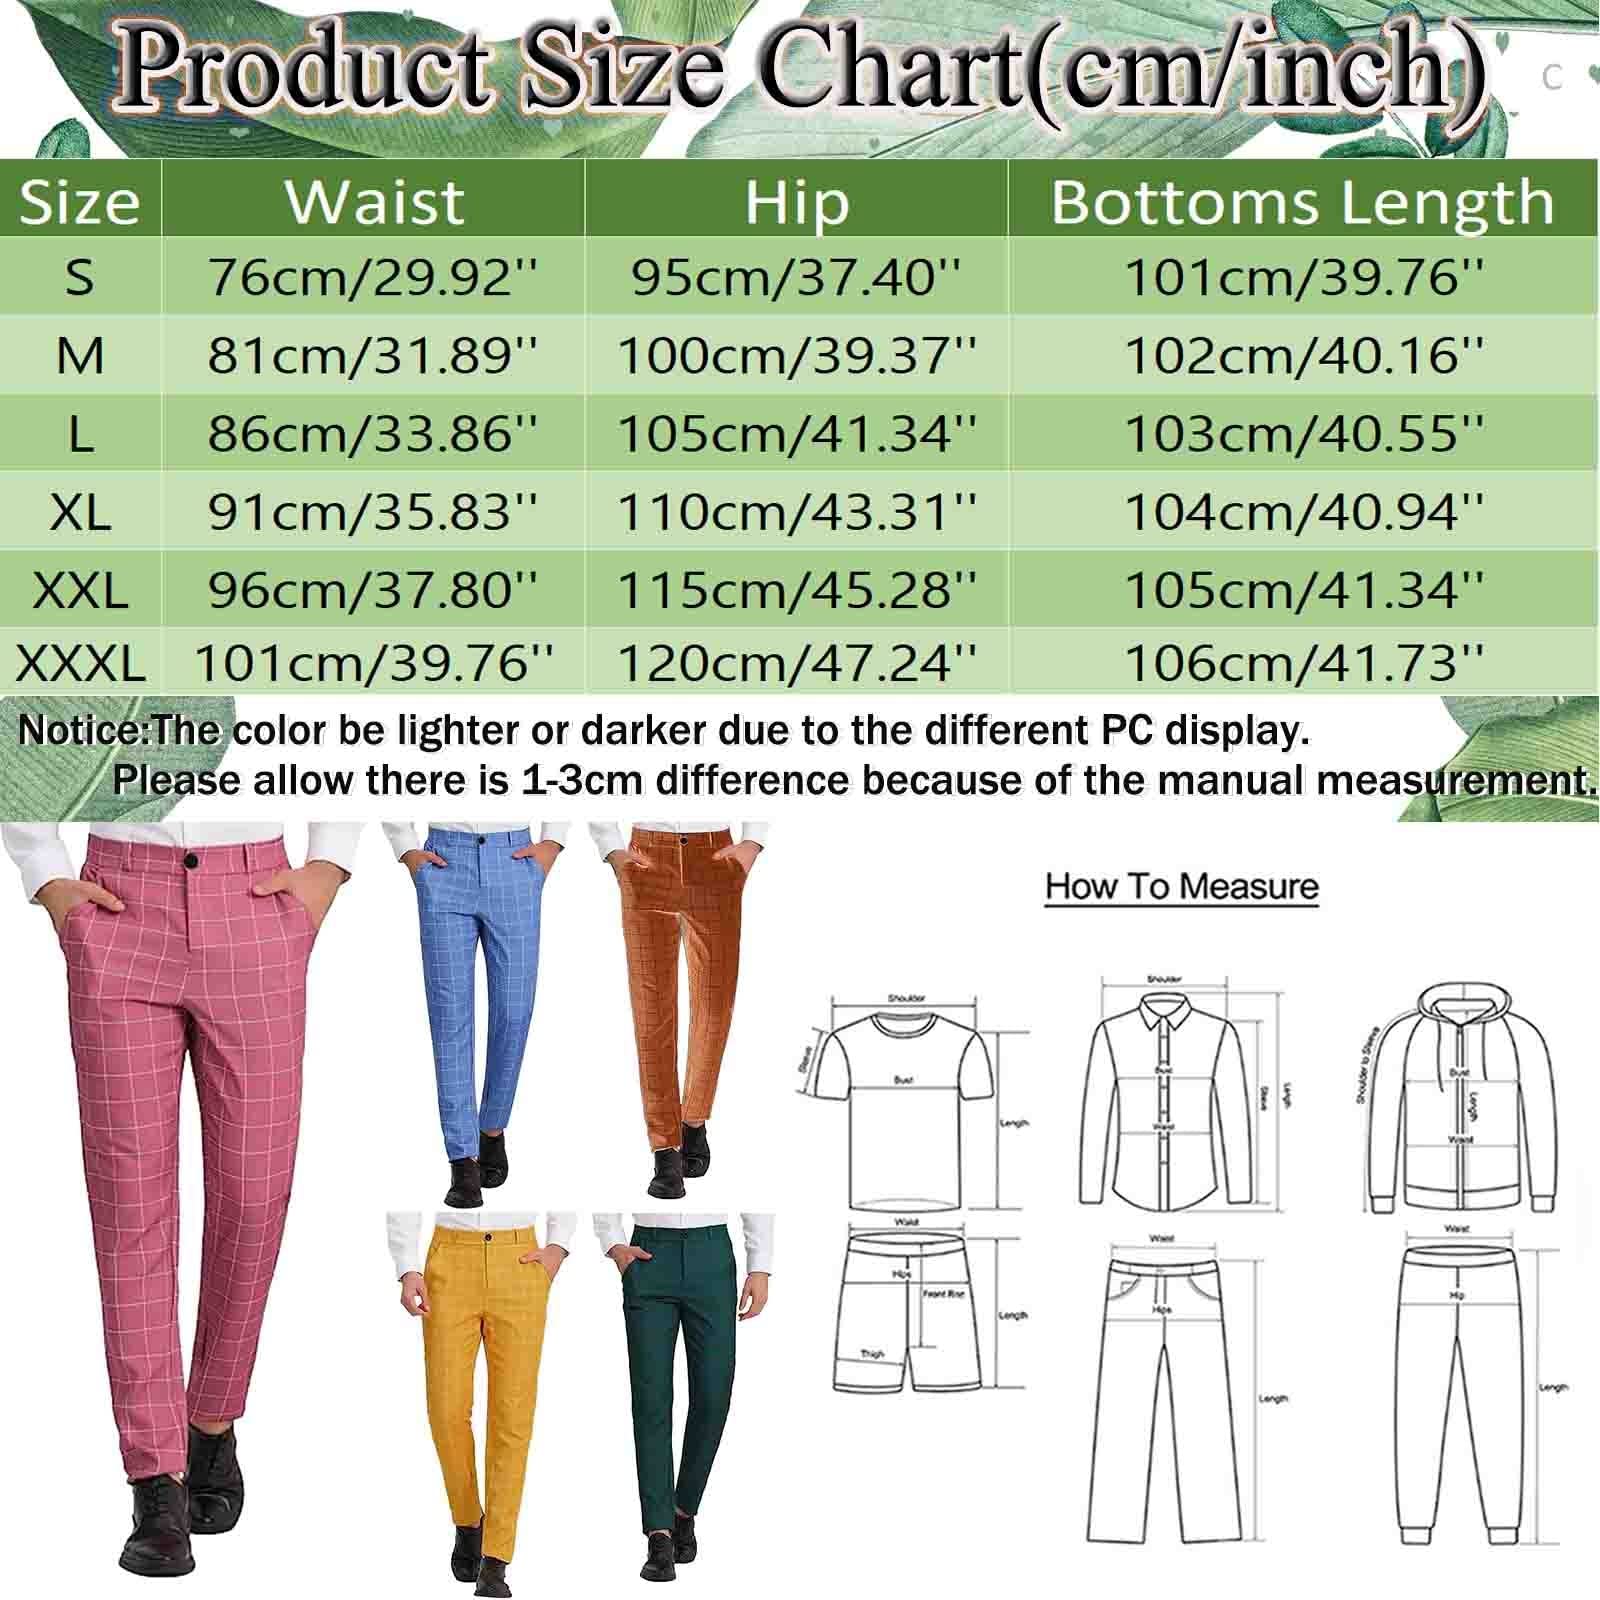 Product Size Chart(cm/inch)
C
Size Waist Hip Bottoms Length
S 76cm/29.92'' 95cm/37.40'' 101cm/39.76''
M 81cm/31.89'' 100cm/39.37'' 102cm/40.16''
L 86cm/33.86'' 105cm/41.34'' 103cm/40.55''
XL 91cm/35.83'' 110cm/43.31'' 104cm/40.94''
XXL 96cm/37.80'' 115cm/45.28'' 105cm/41.34''
XXXL 101cm/39.76'' 120cm/47.24'' 106cm/41.73''
Notice:The color be lighter or darker due to the different PC display.
Please allow there is 1-3cm difference because of the manual measurement.
How To Measure
Shoulder
Sleeve
Bust
Length
Shoulder
Bust
Waist
Sleeve
Length
Shoulder to Sleeve
Bust
Length
Waist
Waist
Hips
Front Rise
Length
Thigh
Waist
Hips
Length
Waist
Hip
Length